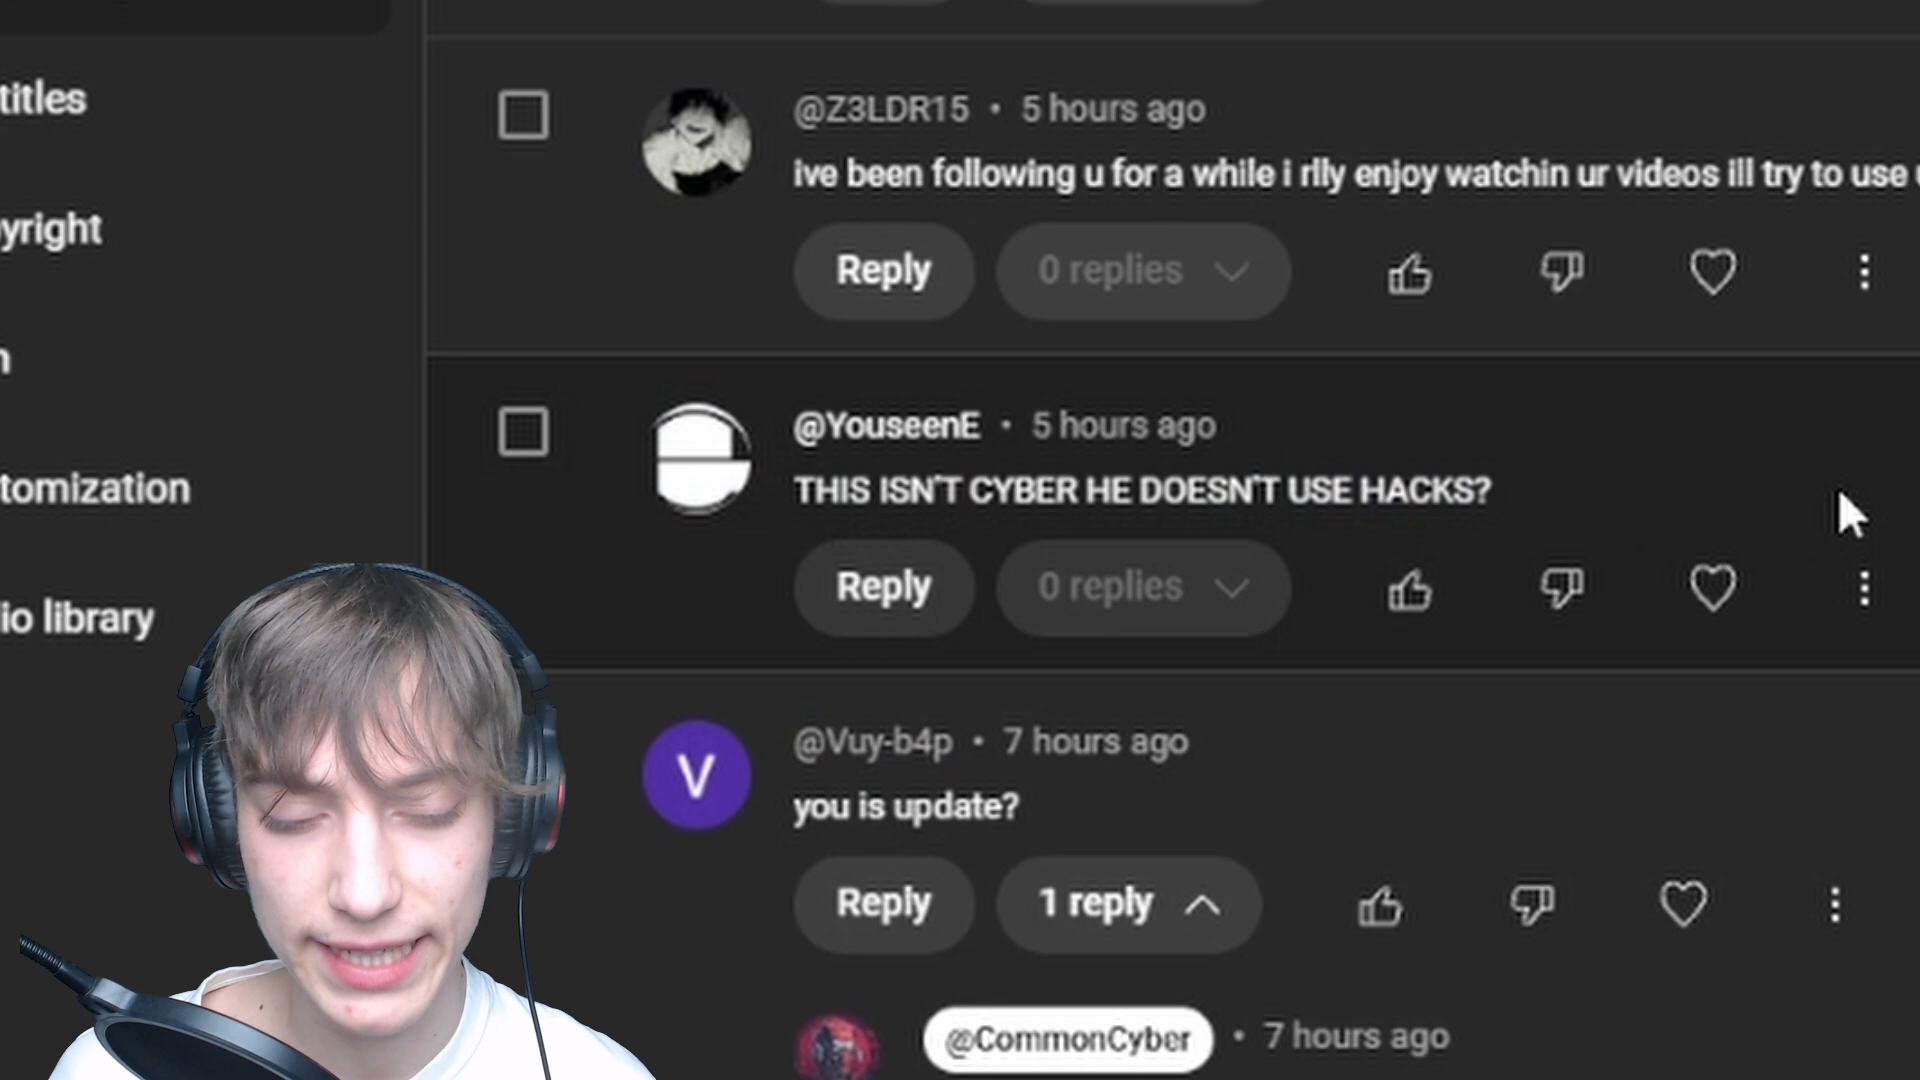 titles
yright
n
tomization
io library
@Z3LDR15 • 5 hours ago
ive been following u for a while i rlly enjoy watchin ur videos ill try to use
Reply
0 replies
@YouseenE • 5 hours ago
THIS ISN'T CYBER HE DOESN'T USE HACKS?
Reply
0 replies
V
@Vuy-b4p • 7 hours ago
you is update?
Reply
1 reply
@CommonCyber • 7 hours ago